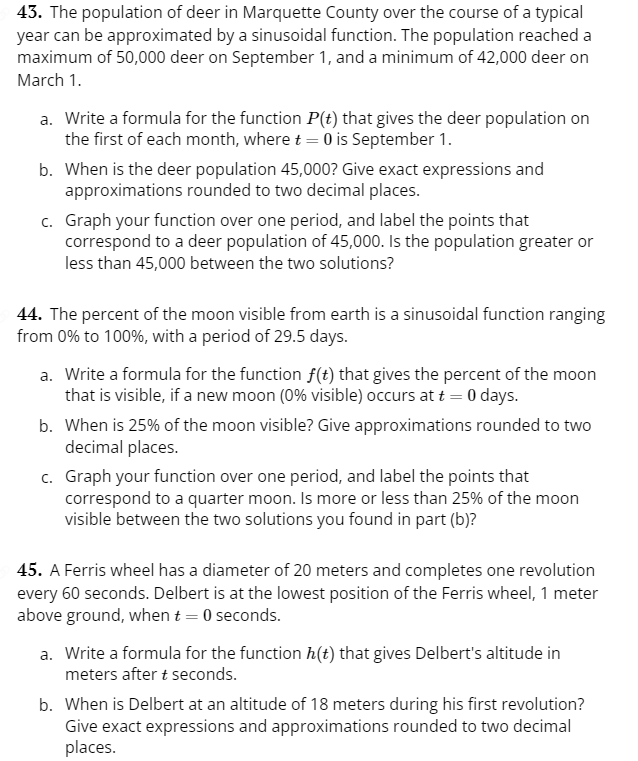 43. The population of deer in Marquette County over the course of a typical
year can be approximated by a sinusoidal function. The population reached a
maximum of 50,000 deer on September 1, and a minimum of 42,000 deer on
March 1.
a. Write a formula for the function P(t) that gives the deer population on
the first of each month, where t = 0 is September 1.
b. When is the deer population 45,000? Give exact expressions and
approximations rounded to two decimal places.
c. Graph your function over one period, and label the points that
correspond to a deer population of 45,000. Is the population greater or
less than 45,000 between the two solutions?
44. The percent of the moon visible from earth is a sinusoidal function ranging
from 0% to 100%, with a period of 29.5 days.
a. Write a formula for the function f(t) that gives the percent of the moon
that is visible, if a new moon (0% visible) occurs at t = 0 days.
b. When is 25% of the moon visible? Give approximations rounded to two
decimal places.
c. Graph your function over one period, and label the points that
correspond to a quarter moon. Is more or less than 25% of the moon
visible between the two solutions you found in part (b)?
45. A Ferris wheel has a diameter of 20 meters and completes one revolution
every 60 seconds. Delbert is at the lowest position of the Ferris wheel, 1 meter
above ground, when t = 0 seconds.
a. Write a formula for the function h(t) that gives Delbert's altitude in
meters after t seconds.
b. When is Delbert at an altitude of 18 meters during his first revolution?
Give exact expressions and approximations rounded to two decimal
places.